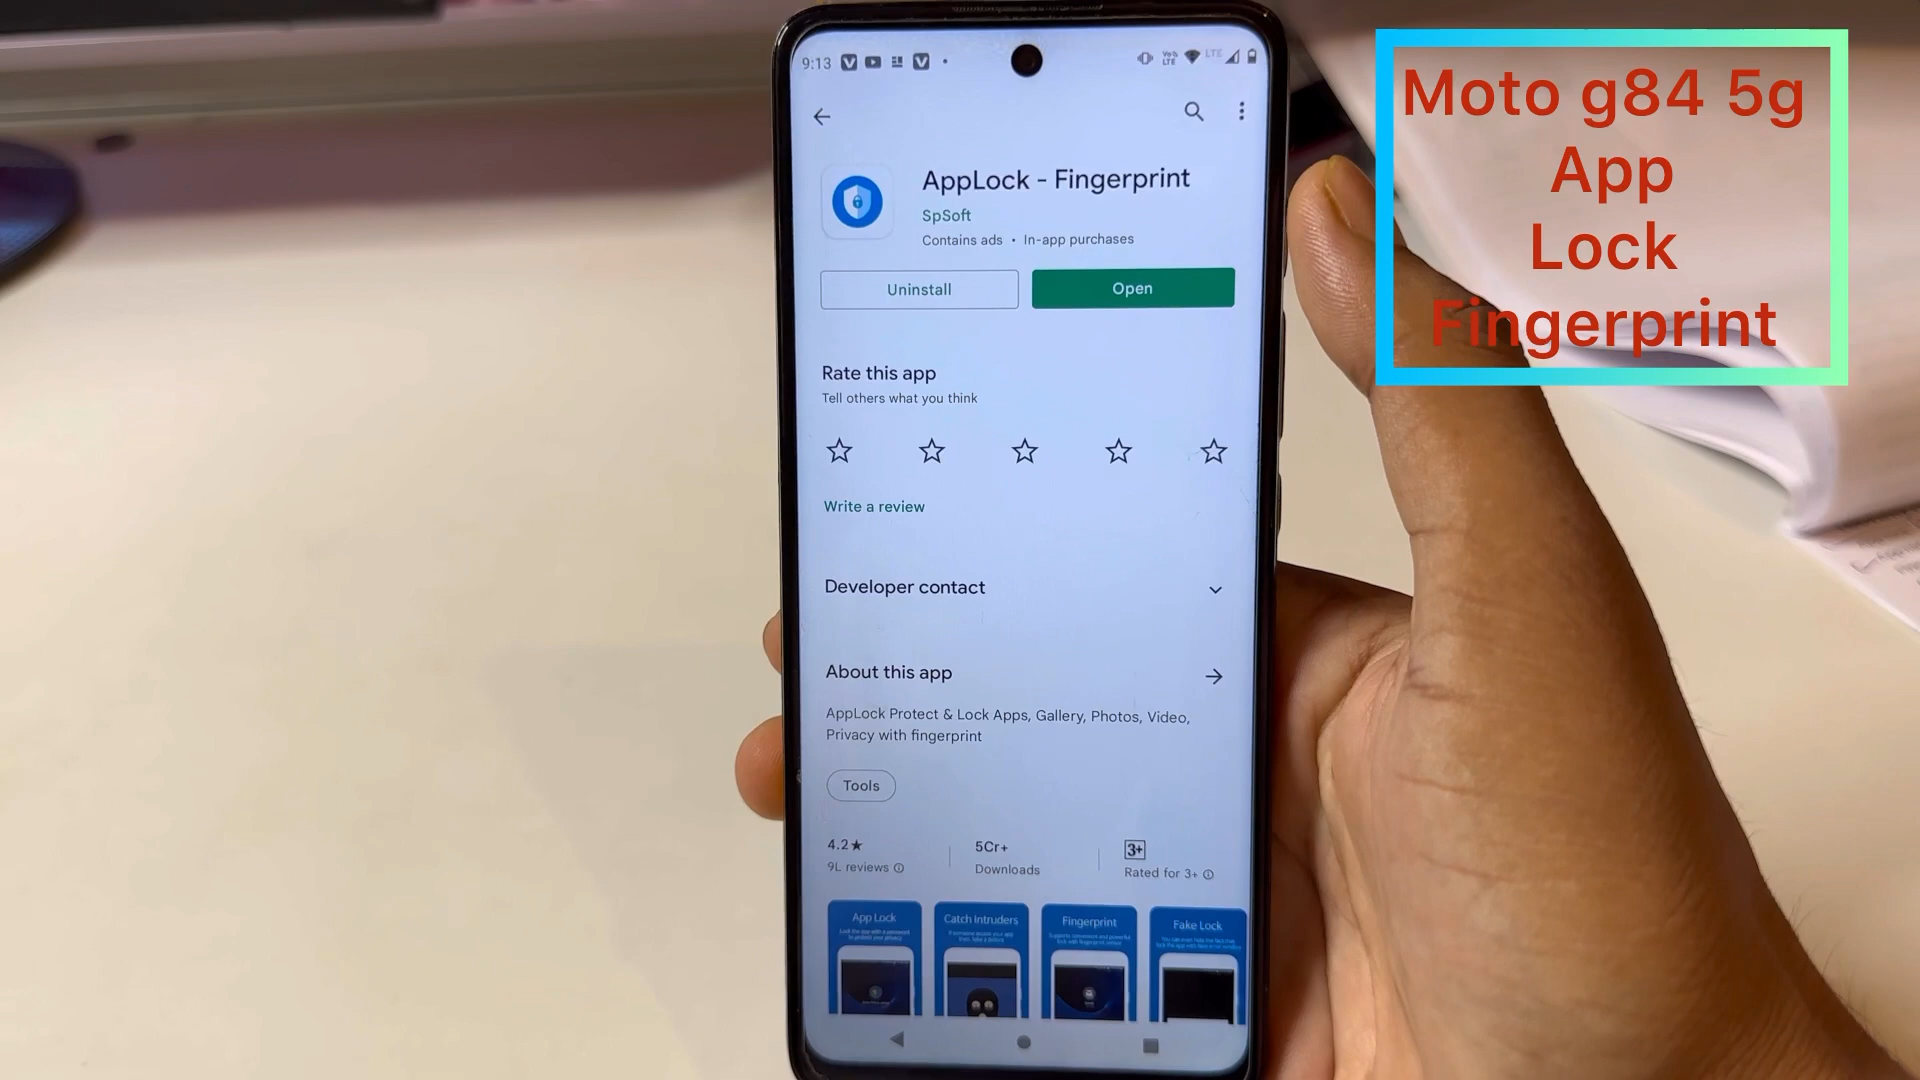 9:13
LTE
AppLock - Fingerprint
SpSoft
Contains ads • In-app purchases
Uninstall
Open
Rate this app
Tell others what you think
Write a review
Developer contact
About this app
AppLock Protect & Lock Apps, Gallery, Photos, Video,
Privacy with fingerprint
Tools
4.2★
9L reviews
5Cr+
Downloads
3+
Rated for 3+
App Lock
Catch Intruders
Fingerprint
Fake Lock
Moto g84 5g
App
Lock
Fingerprint